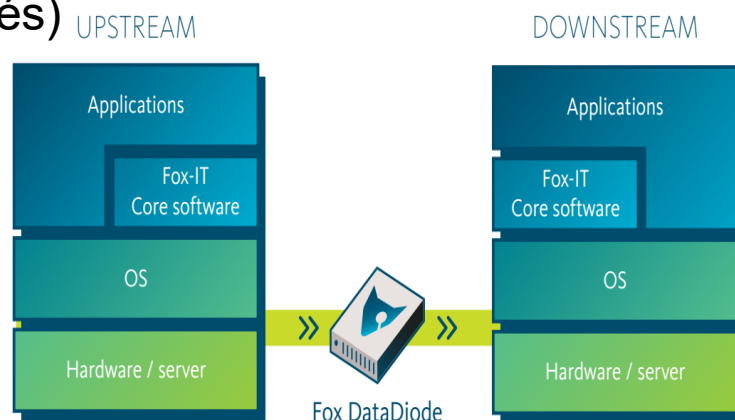 és)
UPSTREAM
Applications
Fox-IT
Core software
OS
Hardware / server
Fox DataDiode
DOWNSTREAM
Applications
Fox-IT
Core software
OS
Hardware / server